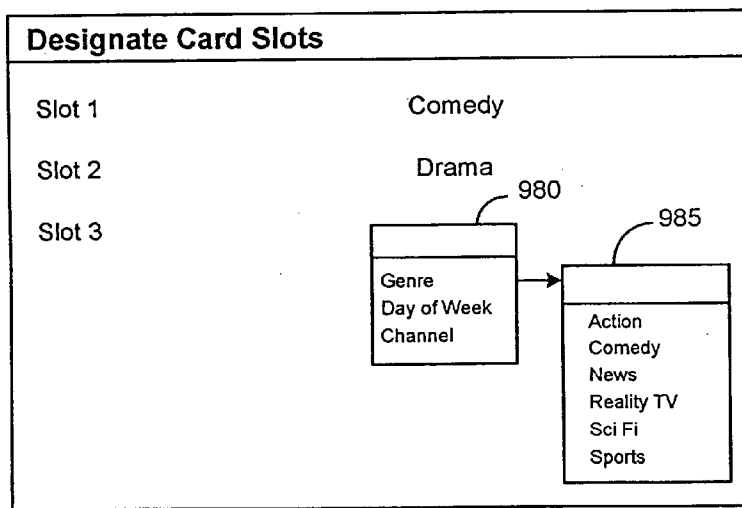 Designate Card Slots
Slot 1 Comedy
Slot 2 Drama
980
Slot 3
985
Genre
Day of Week
Channel
Action
Comedy
News
Reality TV
Sci Fi
Sports